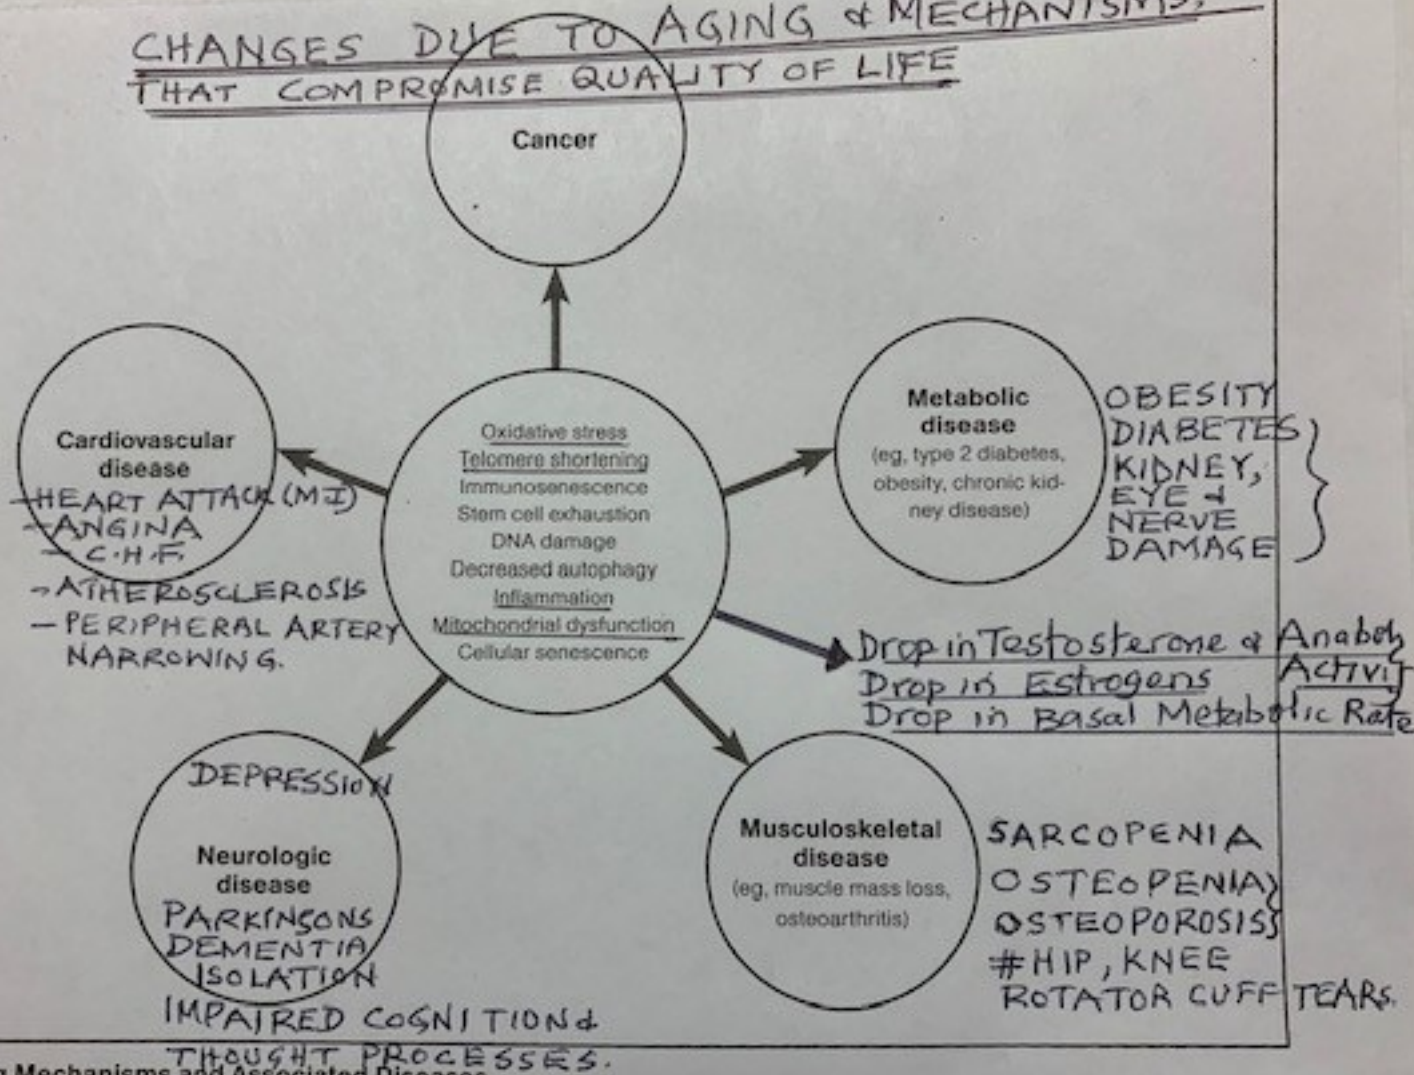 CHANGES DUE TO AGING & MECHANISMS,
THAT COMPROMISE QUALITY OF LIFE
Cancer
Cardiovascular
disease
-HEART ATTACK (MI)
-ANGINA
- C.H.F.
-ATHEROSCLEROSIS
- PERIPHERAL ARTERY
NARROWING.
Oxidative stress
Telomere shortening
Immunosenescence
Stem cell exhaustion
DNA damage
Decreased autophagy
Inflammation
Mitochondrial dysfunction
Cellular senescence
Metabolic
disease
(eg, type 2 diabetes,
obesity, chronic kid-
ney disease)
OBESITY
DIABETES
KIDNEY,
EYE &
NERVE
DAMAGE
Drop in Testosterone & Anabol
Drop in Estrogens Activi
Drop in Basal Metabolic Rate
DEPRESSION
Neurologic
disease
PARKINSONS
DEMENTIA
ISOLATION
IMPAIRED COGNITION &
THOUGHT PROCESSES.
Musculoskeletal
disease
(eg, muscle mass loss,
osteoarthritis)
SARCOPENIA
OSTEOPENIA}
OSTEOPOROSIS}
#HIP, KNEE
ROTATOR CUFF TEARS.
g Mechanisms and Associated Diseases